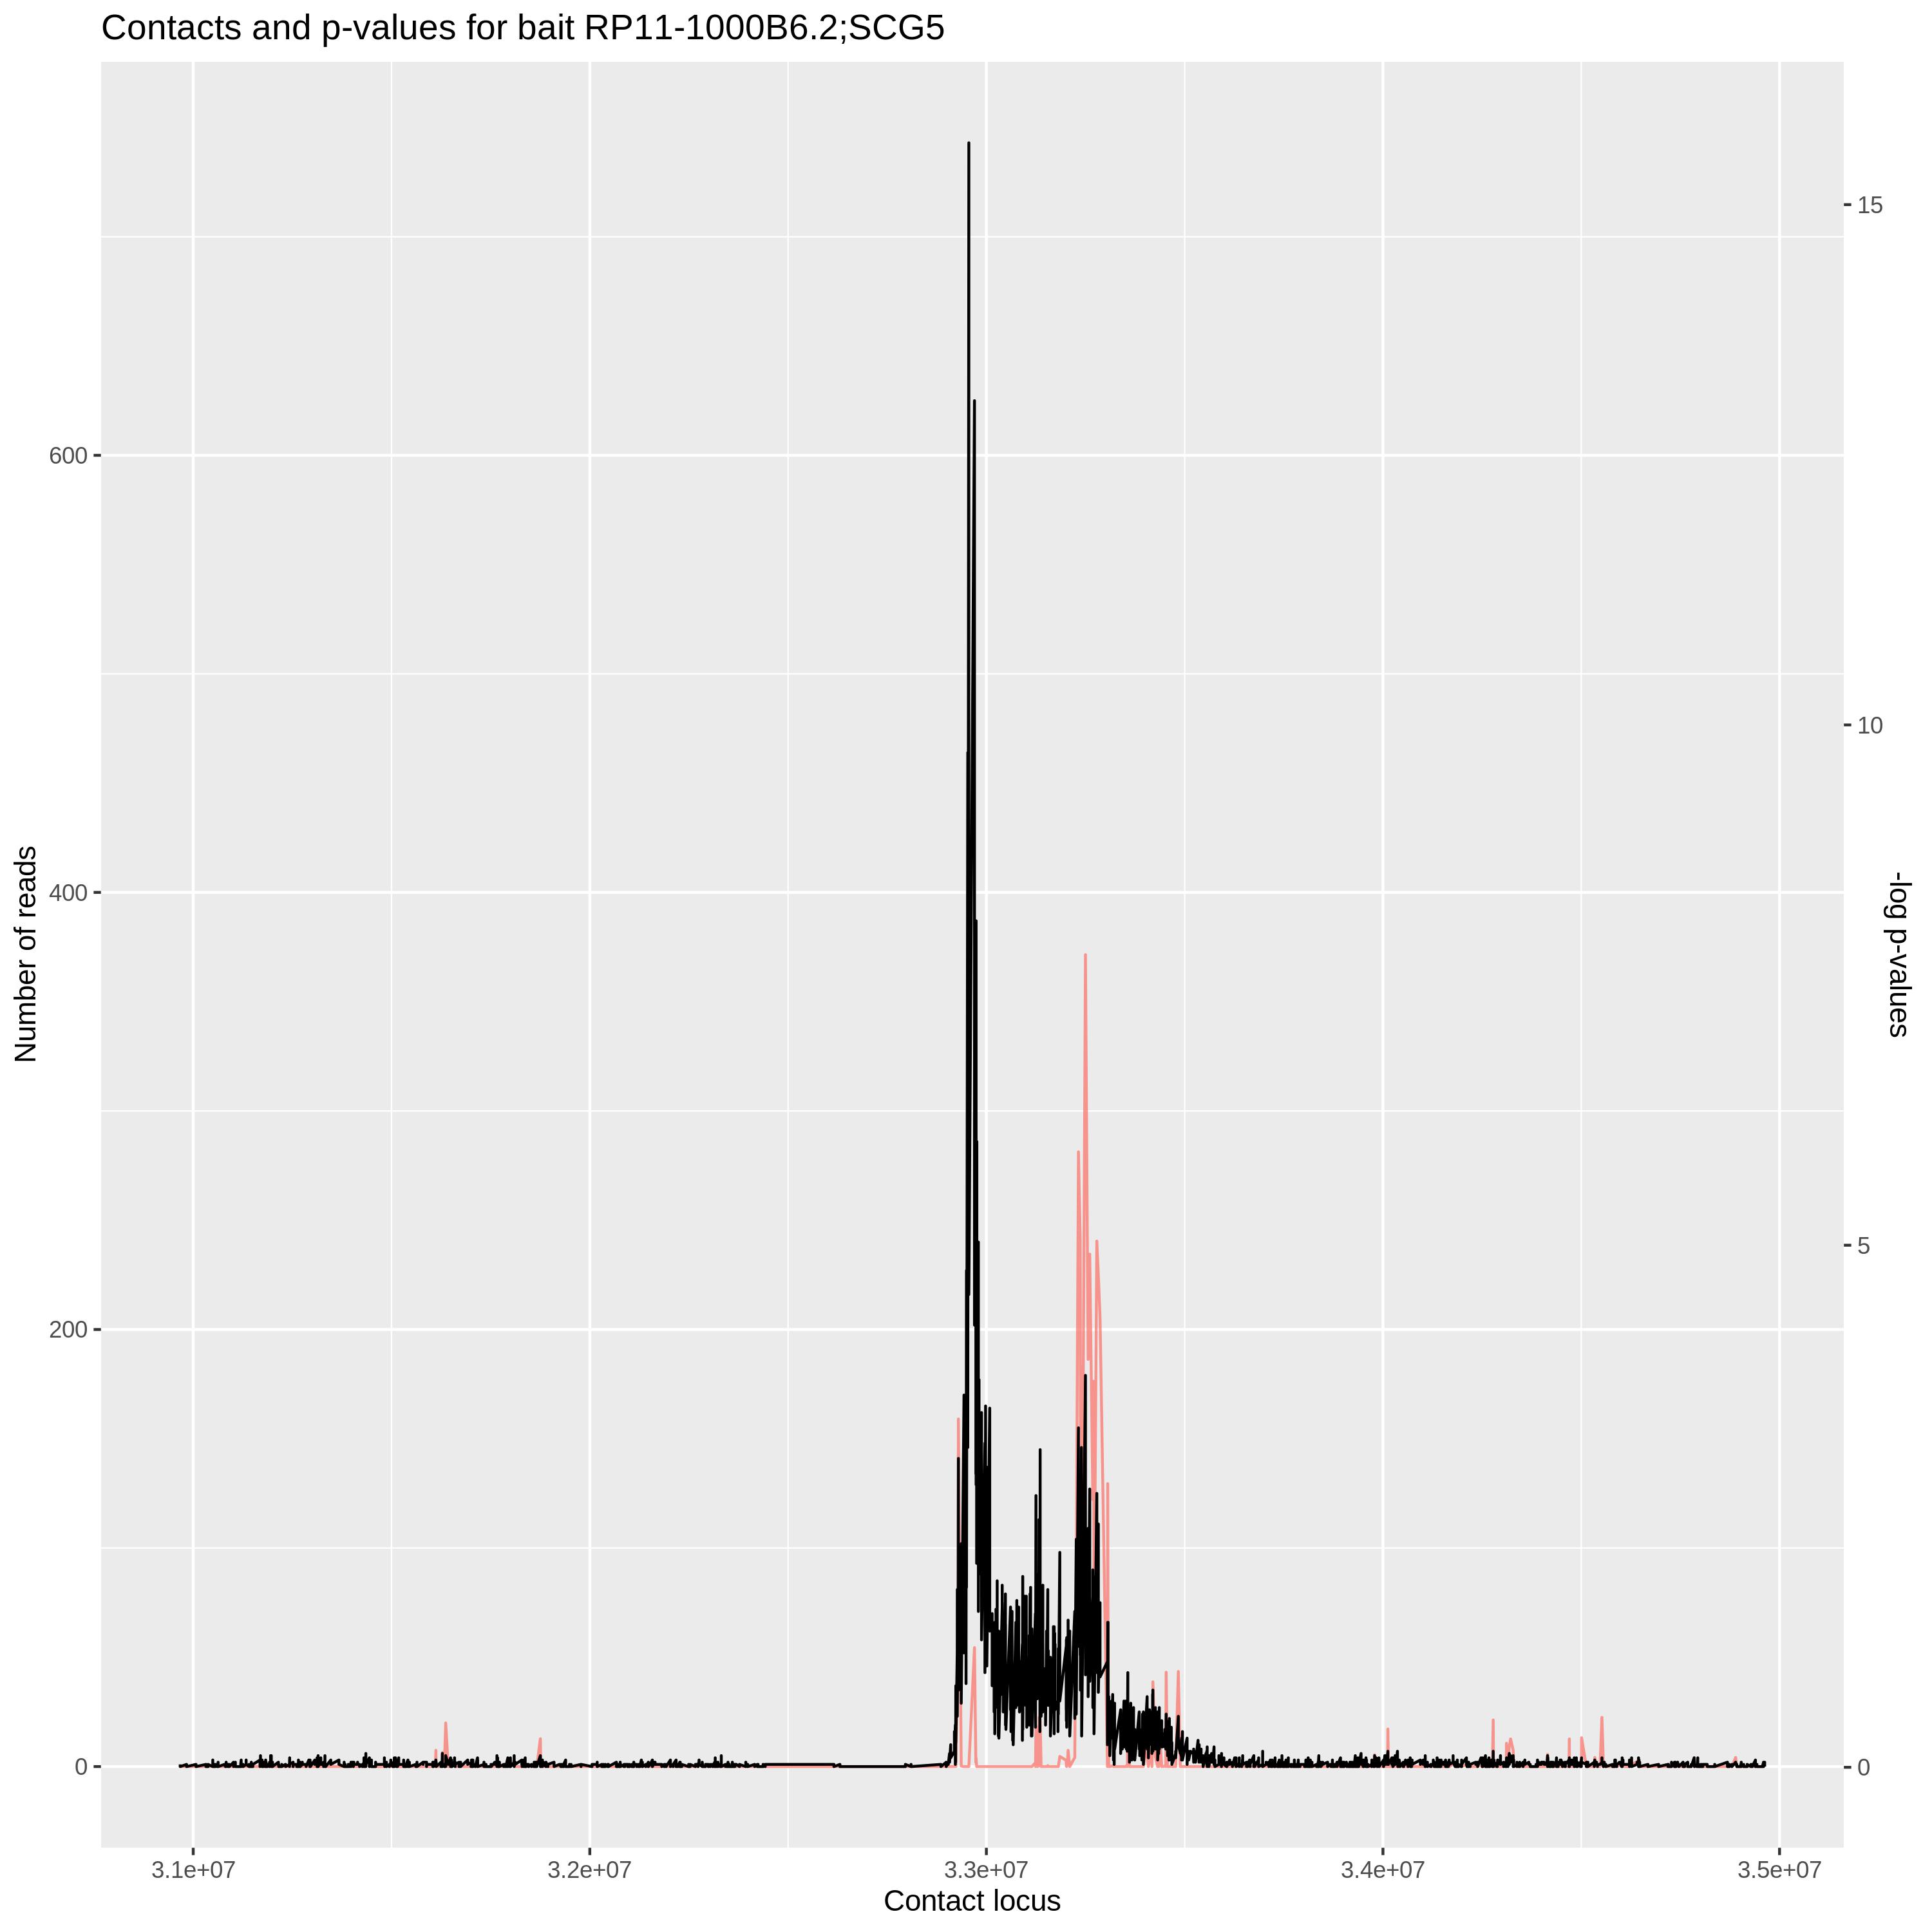 Contacts and p-values for bait RP11-1000B6.2;SCG5
15
600
10
400
Number of reads
-log p-values
5
200
0
0
3.1e+07 3.2e+07 3.3e+07 3.4e+07 3.5e+07
Contact locus